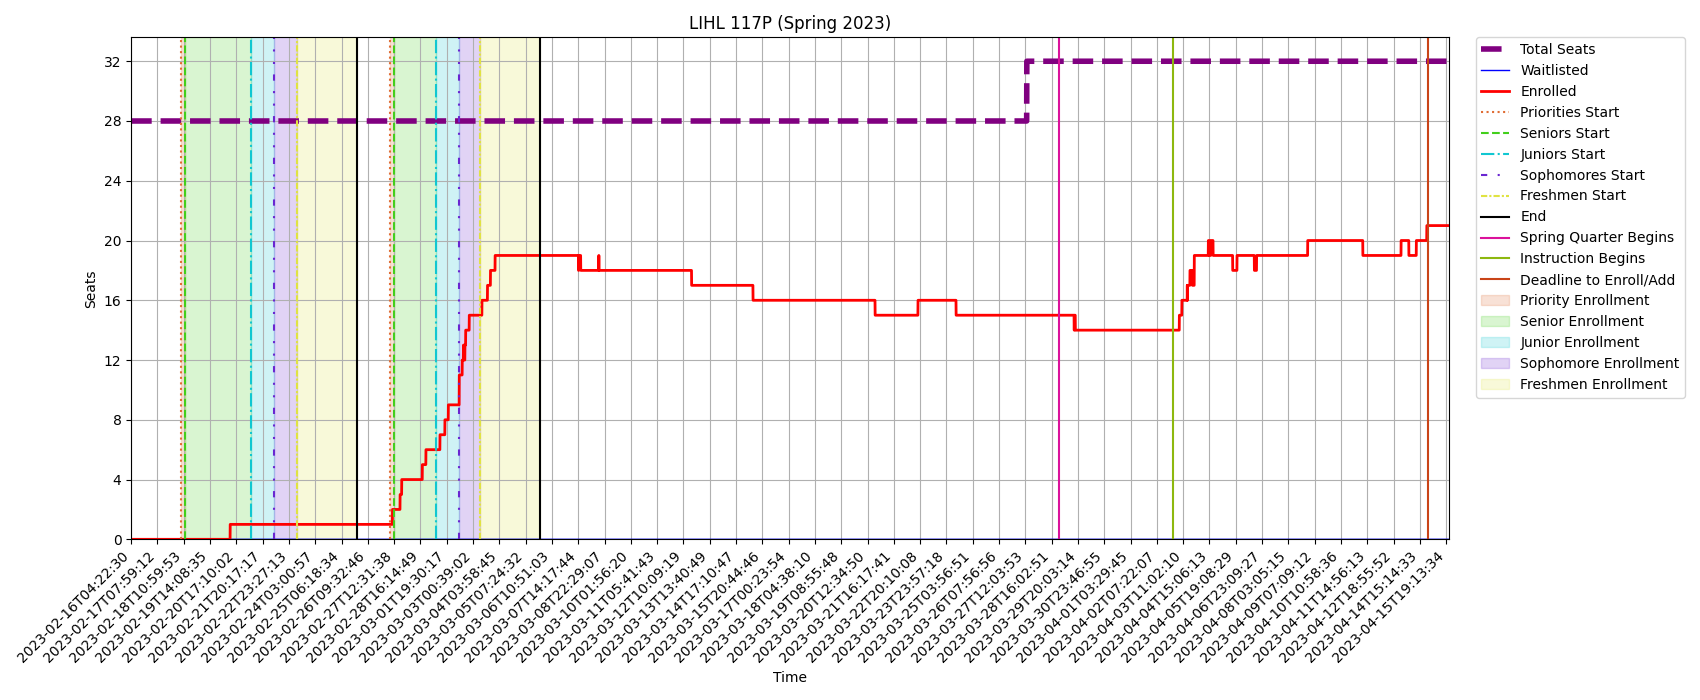 LIHL 117P (Spring 2023)
Seats
32
28
24
20
16
12
8
4
0
2023-02-16T04:22:30
2023-02-17T07:59:12
2023-02-18T10:59:53
2023-02-19T14:08:35
2023-02-20T17:10:02
2023-02-21T20:17:17
2023-02-22T23:27:13
2023-02-24T03:00:57
2023-02-25T06:18:34
2023-02-26T09:32:46
2023-02-27T12:31:38
2023-02-28T16:14:49
2023-03-01T19:30:17
2023-03-03T00:39:02
2023-03-04T03:58:45
2023-03-05T07:24:32
2023-03-06T10:51:03
2023-03-07T14:17:44
2023-03-08T22:29:07
2023-03-10T01:56:20
2023-03-11T05:41:43
2023-03-12T10:09:19
2023-03-13T13:40:49
2023-03-14T17:10:47
2023-03-15T20:44:46
2023-03-17T00:23:54
2023-03-18T04:38:10
2023-03-19T08:55:48
2023-03-20T12:34:50
2023-03-21T16:17:41
2023-03-22T20:10:08
2023-03-23T23:57:18
2023-03-25T03:56:51
2023-03-26T07:56:56
2023-03-27T12:03:53
2023-03-28T16:02:51
2023-03-29T20:03:14
2023-03-30T23:46:55
2023-04-01T03:29:45
2023-04-02T07:22:07
2023-04-03T11:02:10
2023-04-04T15:06:13
2023-04-05T19:08:29
2023-04-06T23:09:27
2023-04-08T03:05:15
2023-04-09T07:09:12
2023-04-10T10:58:36
2023-04-11T14:56:13
2023-04-12T18:55:52
2023-04-14T15:14:33
2023-04-15T19:13:34
Time
Total Seats
Waitlisted
Enrolled
Priorities Start
Seniors Start
Juniors Start
Sophomores Start
Freshmen Start
End
Spring Quarter Begins
Instruction Begins
Deadline to Enroll/Add
Priority Enrollment
Senior Enrollment
Junior Enrollment
Sophomore Enrollment
Freshmen Enrollment